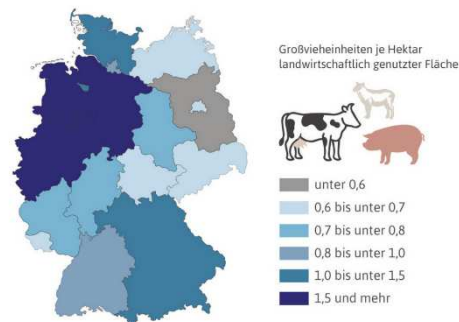 Großvieheinheiten je Hektar
landwirtschaftlich genutzter Fläche
unter 0,6
0,6 bis unter 0,7
0,7 bis unter 0,8
0,8 bis unter 1,0
1,0 bis unter 1,5
1,5 und mehr